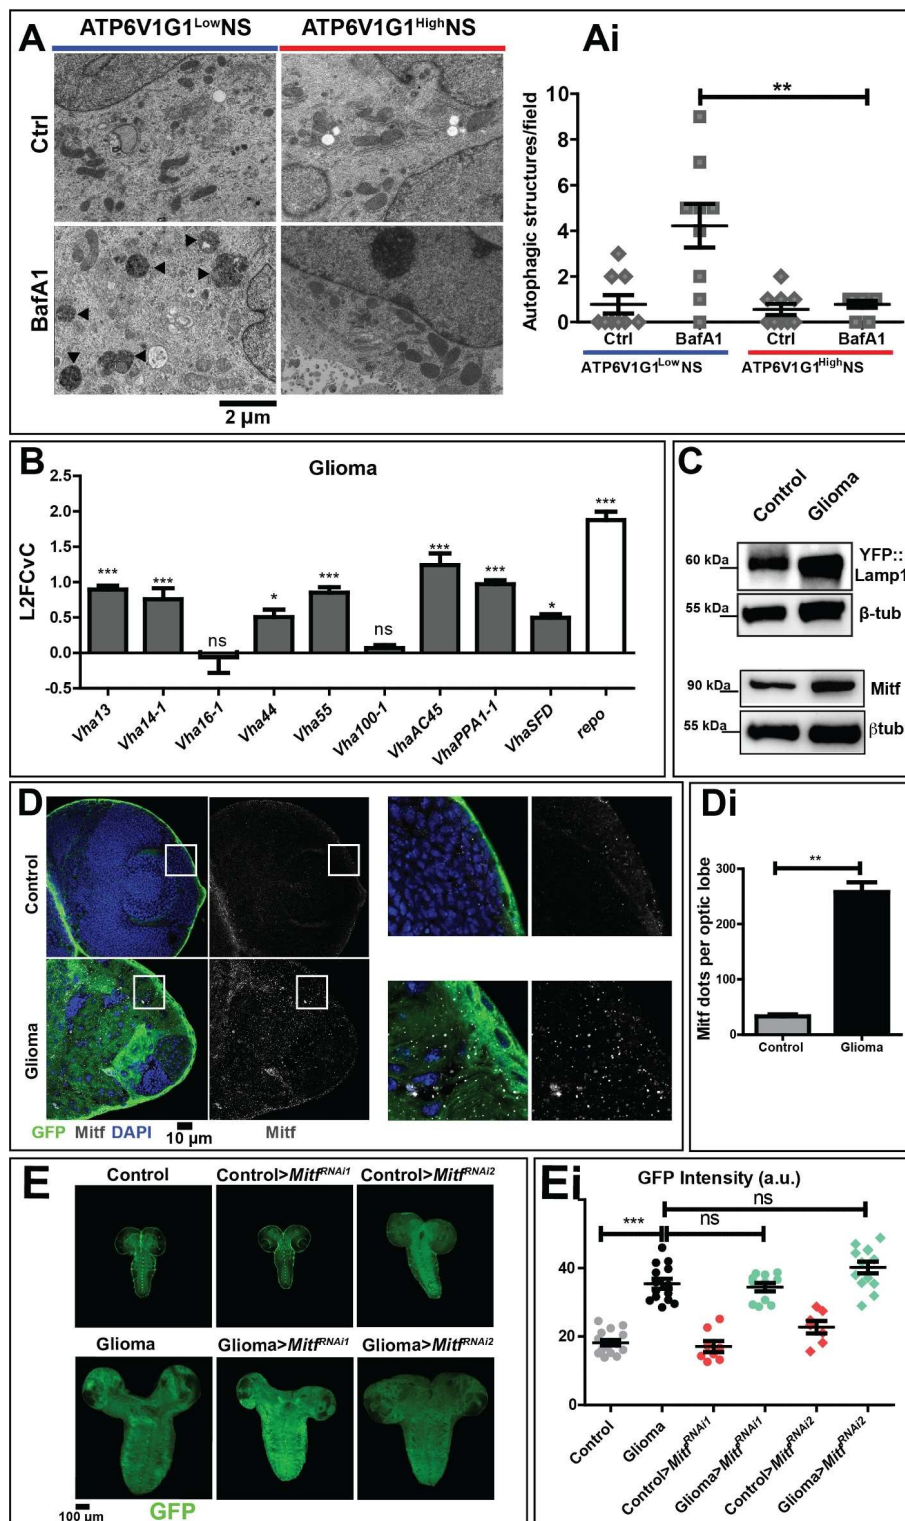 A
ATP6V1G1LowNS
ATP6V1G1HighNS
Ctrl
BafA1
2 µm
Ai
Autophagic structures/field
10
8
6
4
2
0
**
Ctrl BafA1 Ctrl BafA1
ATP6V1G1LowNS ATP6V1G1HighNS
B
Glioma
L2FCvC
2.5
2.0
1.5
1.0
0.5
0.0
-0.5
*** *** ns * *** ns *** *** * ***
Vha13 Vha14-1 Vha16-1 Vha44 Vha55 Vha100-1 VhaAC45 VhaPPA1-1 VhaSFD repo
C
Control Glioma
60 kDa YFP::
Lamp1
55 kDa β-tub
90 kDa Mitf
55 kDa βtub
D
Control
Glioma
GFP Mitf DAPI 10 µm Mitf
Di
Mitf dots per optic lobe
300
200
100
0
**
Control Glioma
E
Control Control>MitfRNAi1 Control>MitfRNAi2
Glioma Glioma>MitfRNAi1 Glioma>MitfRNAi2
100 µm GFP
Ei
GFP Intensity (a.u.)
ns
*** ns
40
20
0
Control Glioma Control>MitfRNAi1 Glioma>MitfRNAi1 Control>MitfRNAi2 Glioma>MitfRNAi2